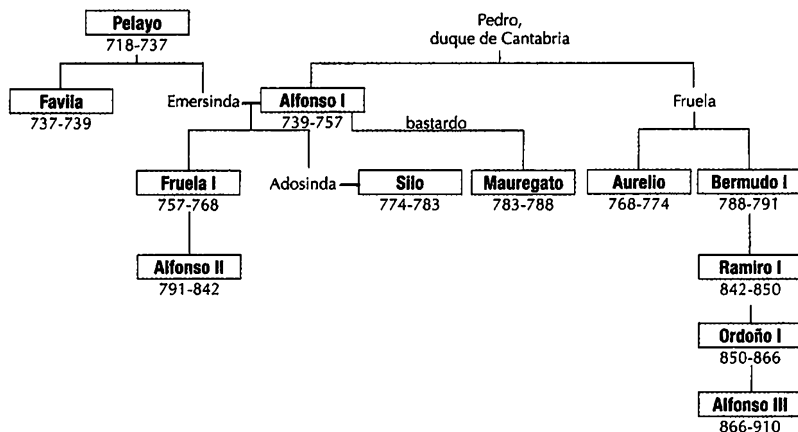 Pelayo
718-737
Pedro,
duque de Cantabria
Favila
737-739
Emersinda
Alfonso I
739-757
bastardo
Fruela
Fruela I
757-768
Adosinda
Silo
774-783
Mauregato
783-788
Aurelio
768-774
Bermudo I
788-791
Alfonso II
791-842
Ramiro I
842-850
Ordoño I
850-866
Alfonso III
866-910